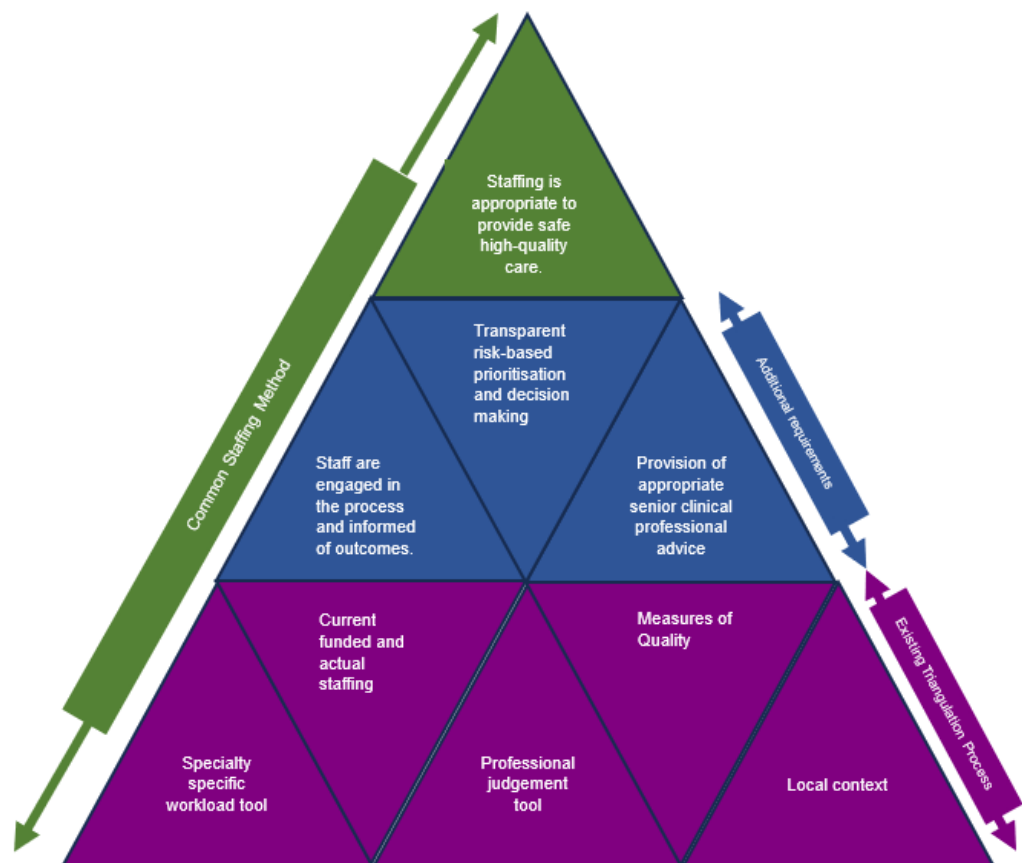 Staffing is
appropriate to
provide safe
high-quality
care.
Transparent
risk-based
prioritisation
and decision
making
Staff are
engaged in
the process
and informed
of outcomes.
Provision of
appropriate
senior clinical
professional
advice
Current
funded and
actual
staffing
Measures of
Quality
Specialty
specific
workload tool
Professional
judgement
tool
Local context
Common Staffing Method
Additional requirements
Existing Triangulation Process